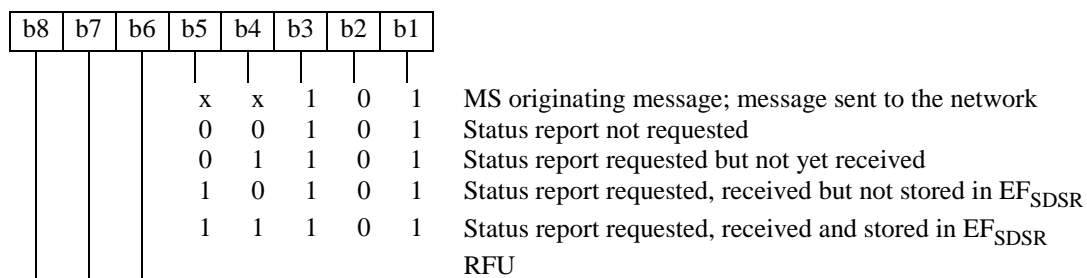 b8 b7 b6 b5 b4 b3 b2 b1
x x 1 0 1 MS originating message; message sent to the network
0 0 1 0 1 Status report not requested
0 1 1 0 1 Status report requested but not yet received
1 0 1 0 1 Status report requested, received but not stored in EFSDSR
1 1 1 0 1 Status report requested, received and stored in EFSDSR
RFU